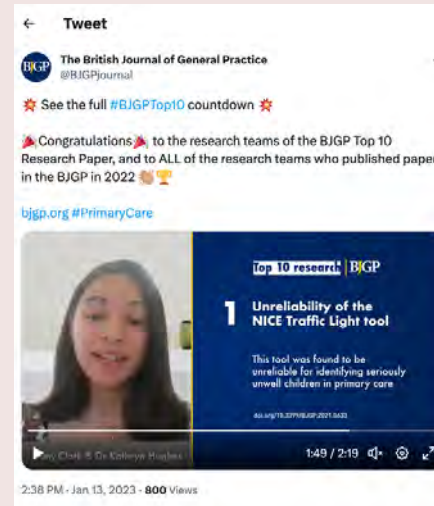 ← Tweet
BJGP
The British Journal of General Practice
@BJGPjournal
💥 See the full #BJGPTop10 countdown 💥
🎉Congratulations🎉 to the research teams of the BJGP Top 10
Research Paper, and to ALL of the research teams who published paper
in the BJGP in 2022 👏🏆
bjgp.org #PrimaryCare
Top 10 research BJGP
1 Unreliability of the
NICE Traffic Light tool
This tool was found to be
unreliable for identifying seriously
unwell children in primary care
Clark & Dr Kathryn Hughes
1:49 / 2:19
2:38 PM · Jan 13, 2023 · 800 Views